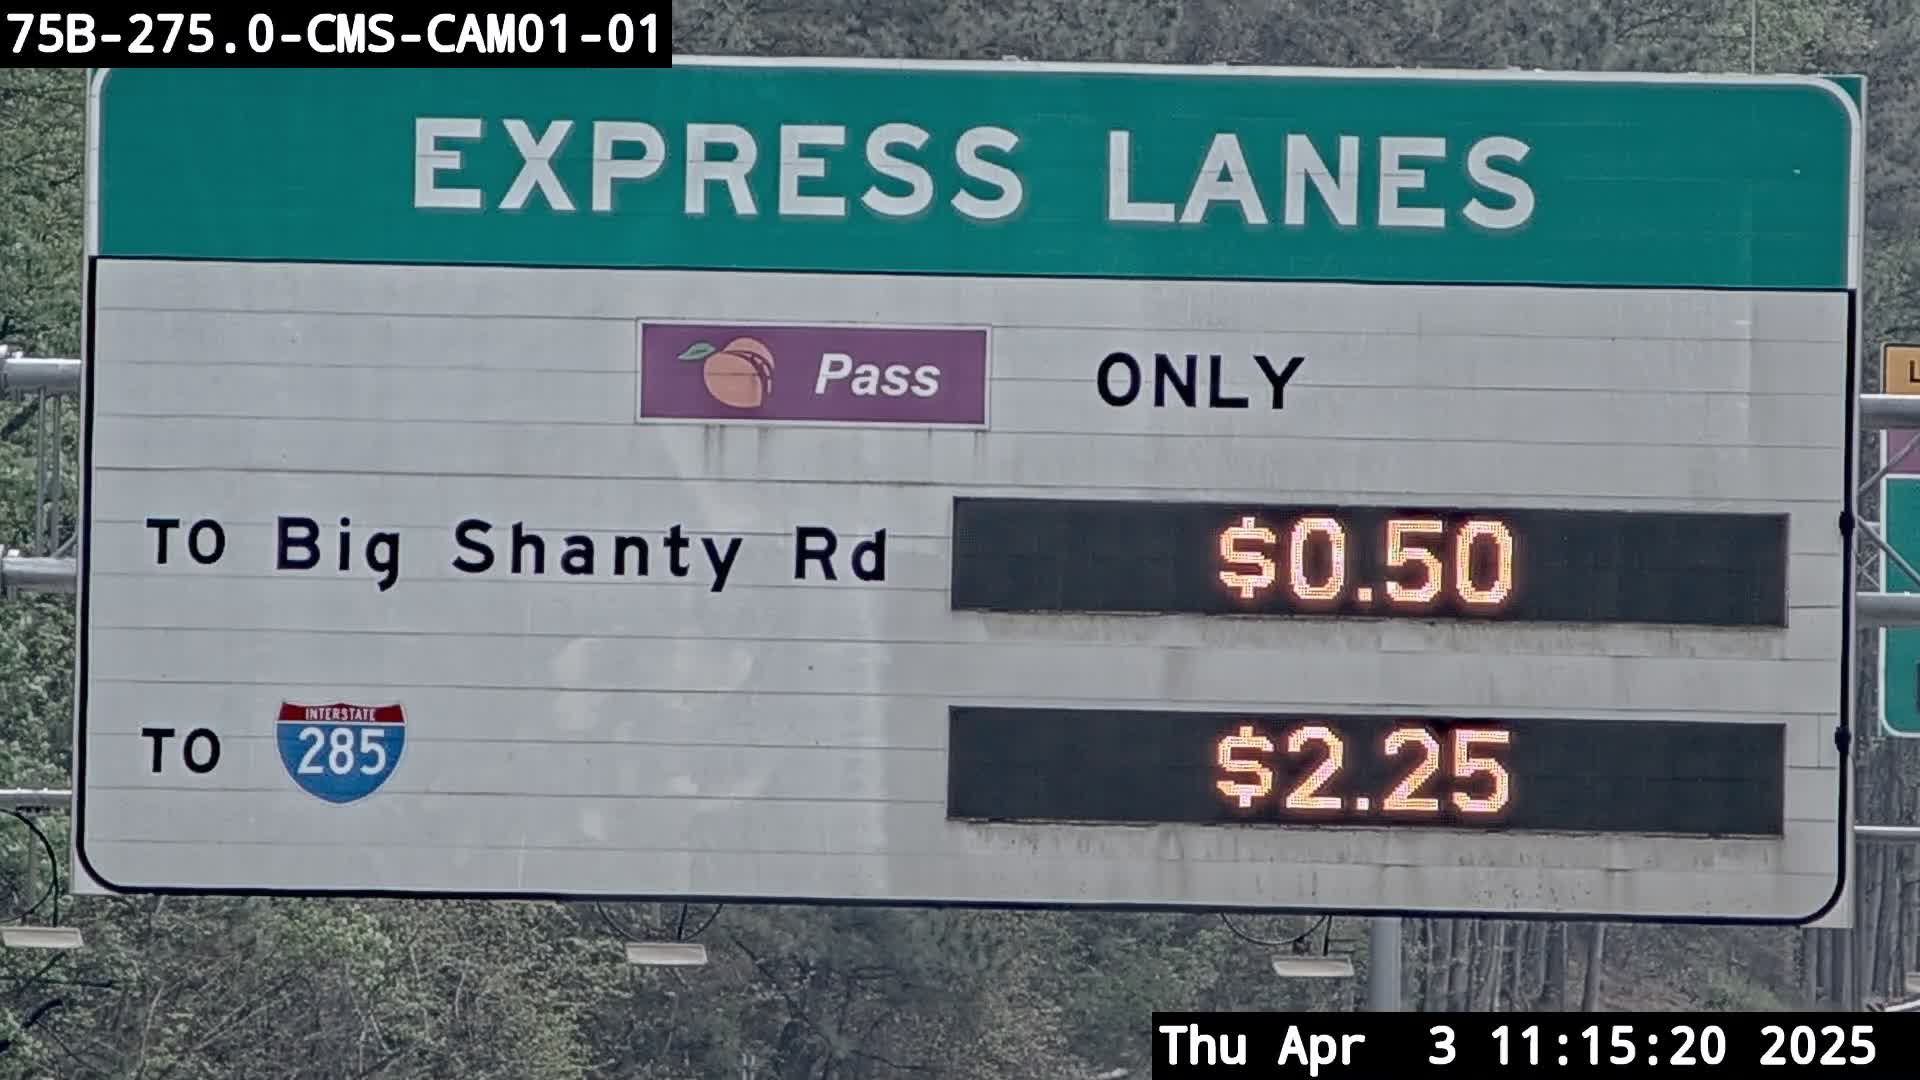 75B-275.0-CMS-CAM01-01
EXPRESS LANES
Pass ONLY
TO Big Shanty Rd $0.50
TO INTERSTATE 285 $2.25
Thu Apr 3 11:15:20 2025